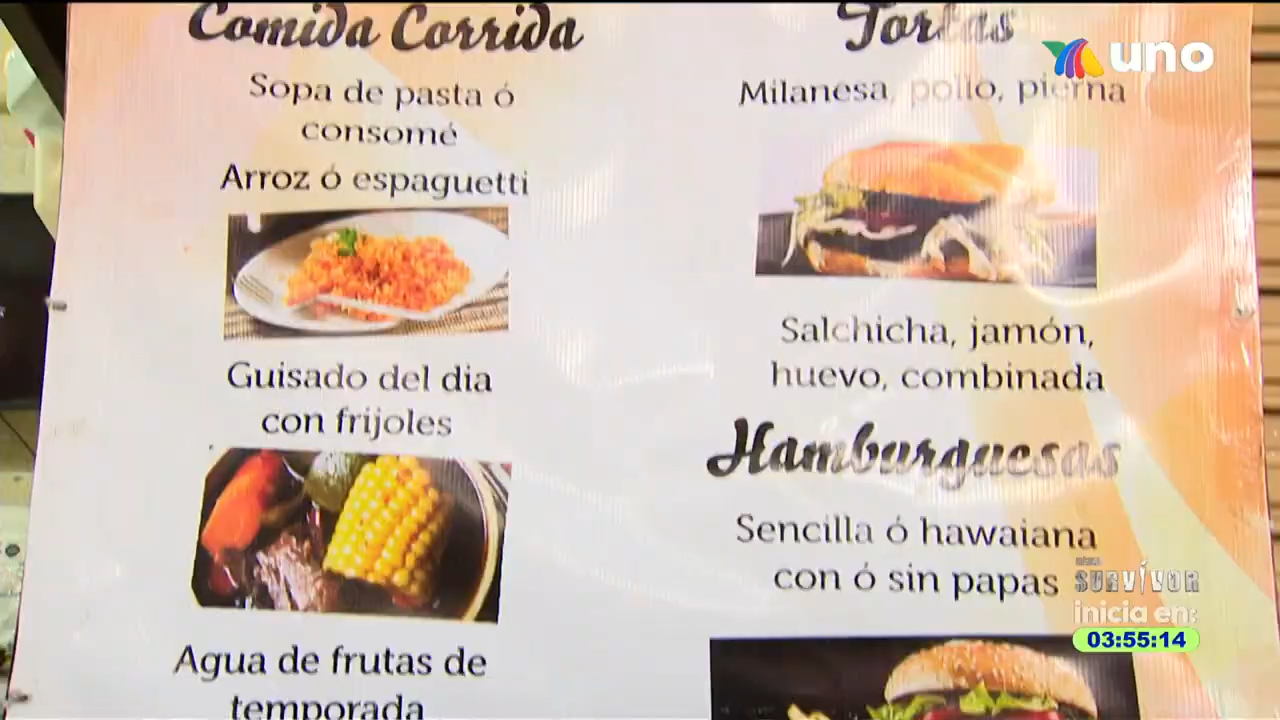 Comida Corrida
Sopa de pasta ó
consomé
Arroz ó espaguetti
Guisado del dia
con frijoles
Agua de frutas de
temporada
Tortas
Milanesa, pollo, pierna
Salchicha, jamón,
huevo, combinada
Hamburguesas
Sencilla ó hawaiana
con ó sin papas
uno
SURVIVOR
inicia en:
03:55:14